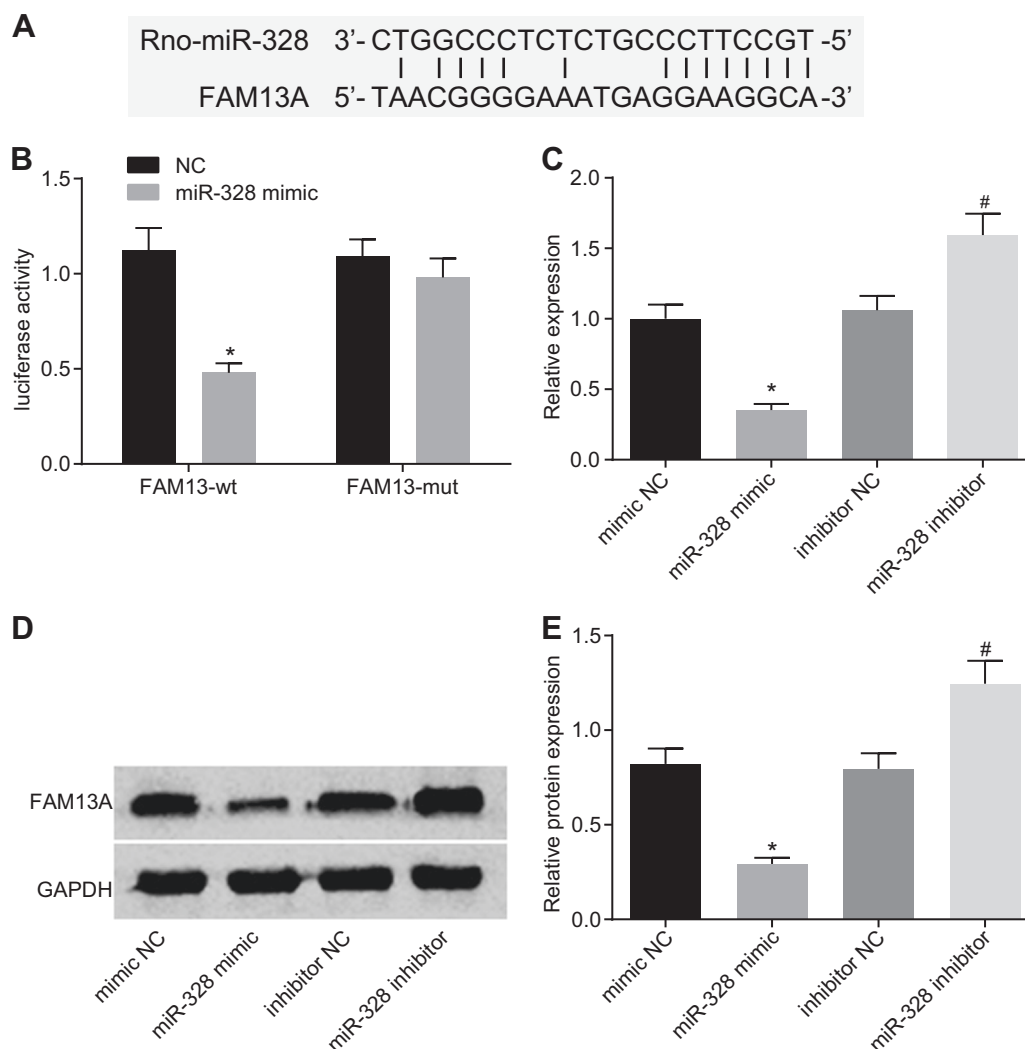 A
Rno-miR-328 3'- CTGGCCCTCTCTGCCCTTCCGT -5'
FAM13A 5'- TAACGGGGAAATGAGGAAGGCA -3'
B
NC
miR-328 mimic
luciferase activity
1.5
1.0
0.5
0.0
*
FAM13-wt
FAM13-mut
C
Relative expression
2.0
1.5
1.0
0.5
0.0
*
#
mimic NC
miR-328 mimic
inhibitor NC
miR-328 inhibitor
D
FAM13A
GAPDH
mimic NC
miR-328 mimic
inhibitor NC
miR-328 inhibitor
E
Relative protein expression
1.5
1.0
0.5
0.0
*
#
mimic NC
miR-328 mimic
inhibitor NC
miR-328 inhibitor